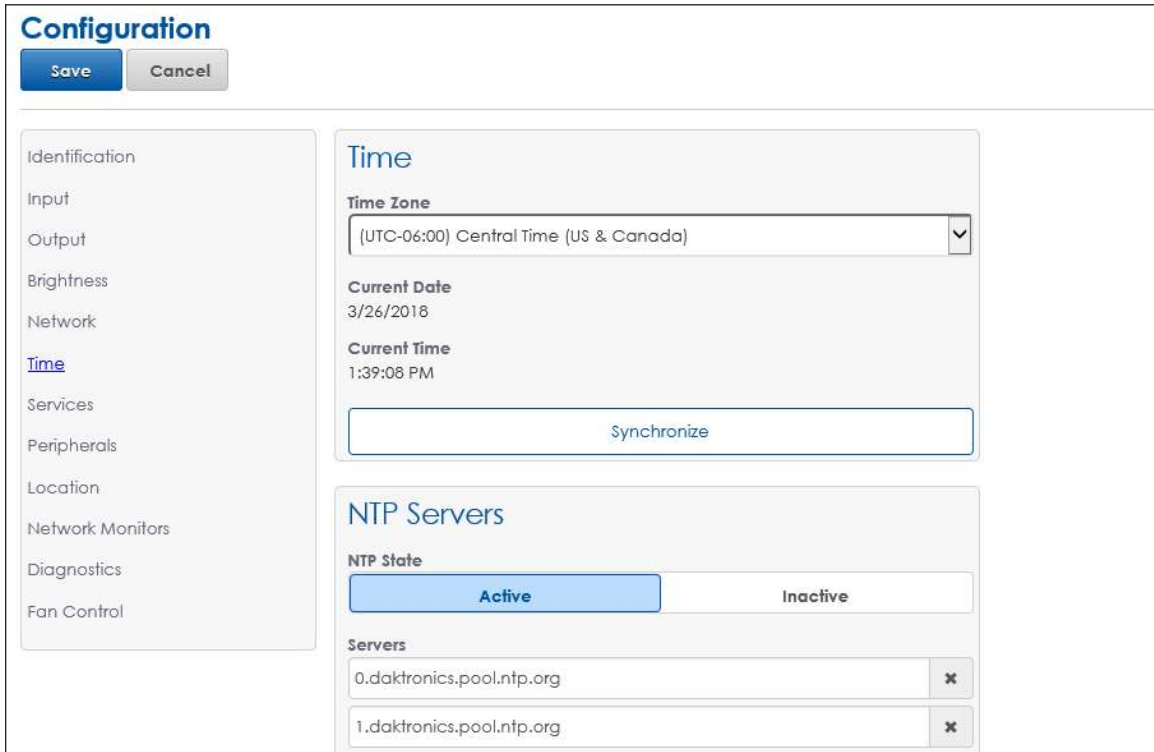 Configuration
Save
Cancel
Identification
Input
Output
Brightness
Network
Time
Services
Peripherals
Location
Network Monitors
Diagnostics
Fan Control
Time
Time Zone
(UTC-06:00) Central Time (US & Canada)
Current Date
3/26/2018
Current Time
1:39:08 PM
Synchronize
NTP Servers
NTP State
Active
Inactive
Servers
0.daktronics.pool.ntp.org
1.daktronics.pool.ntp.org